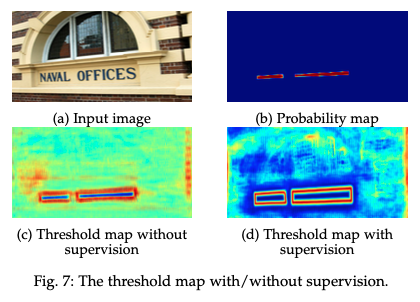 NAVAL OFFICES
(a) Input image
(b) Probability map
(c) Threshold map without
supervision
(d) Threshold map with
supervision
Fig. 7: The threshold map with/without supervision.